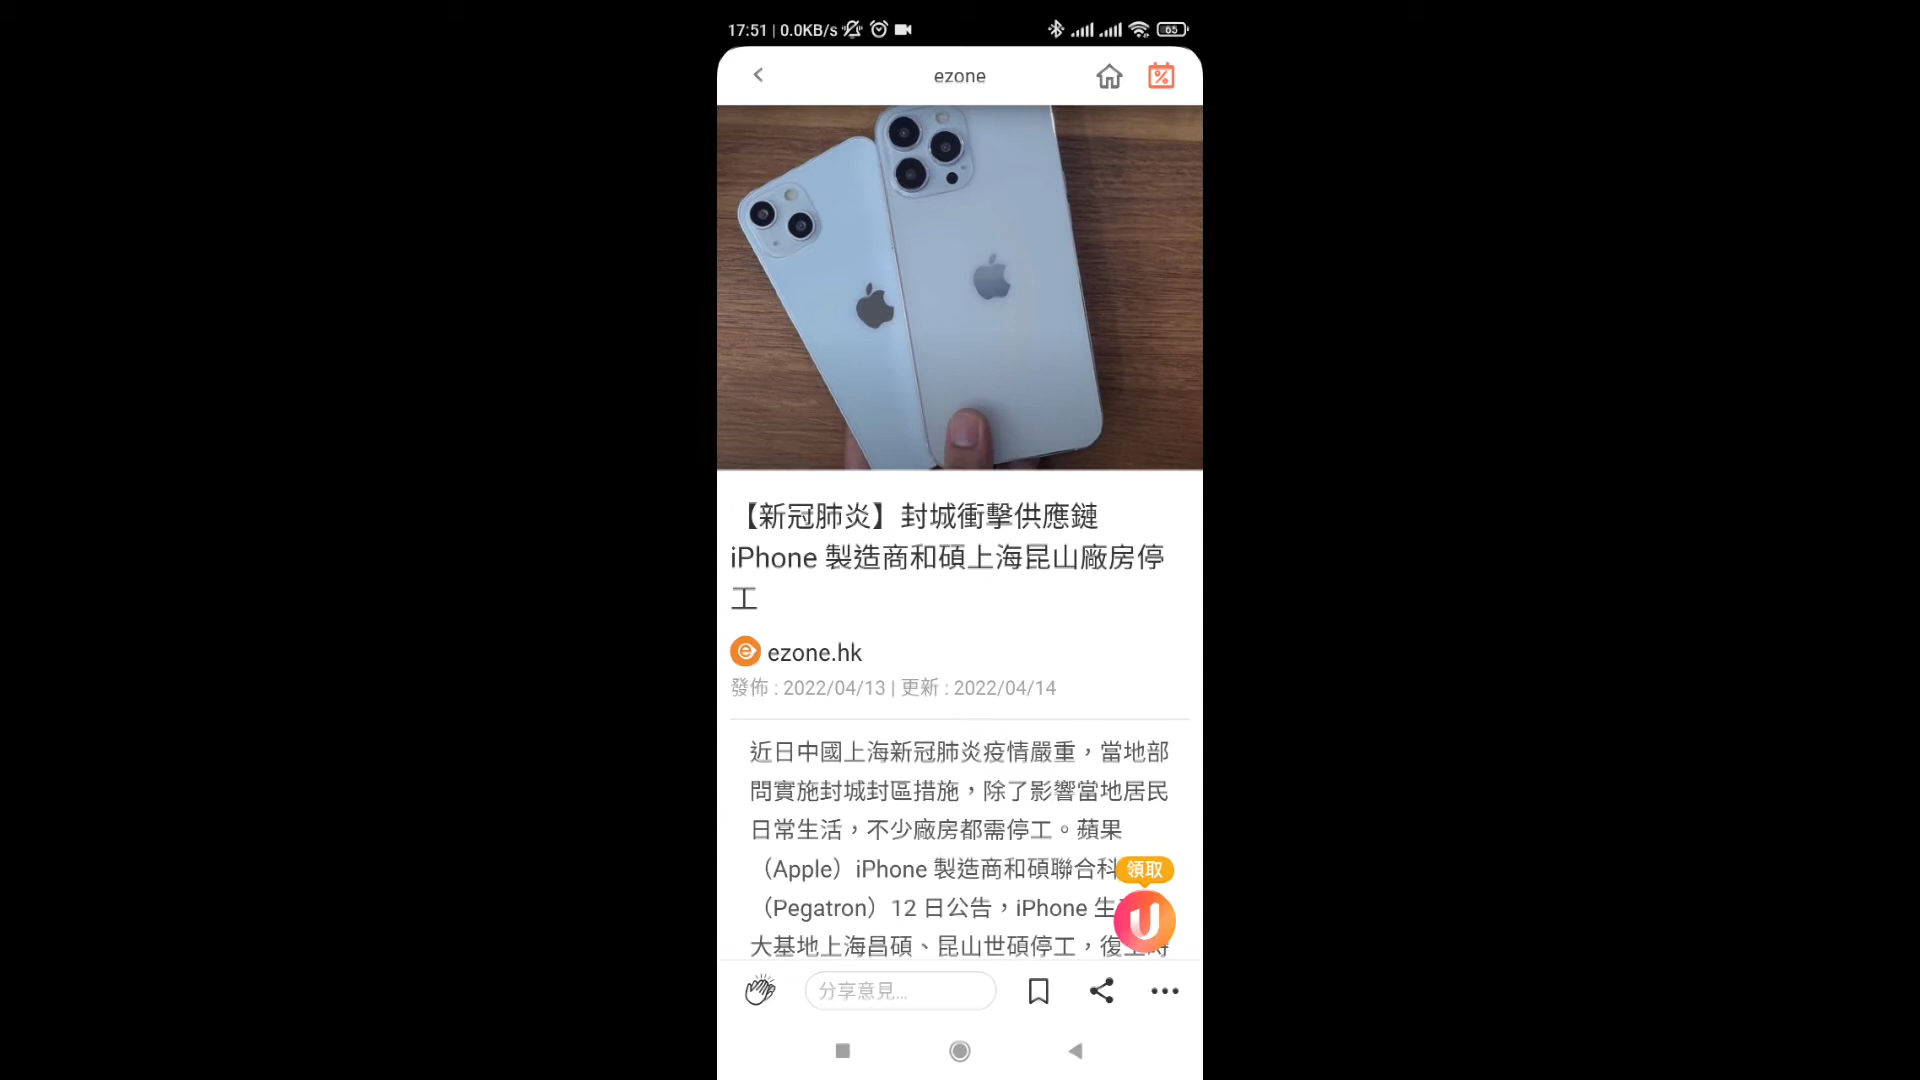 17:51 | 0.0KB/s
65
ezone
【新冠肺炎】封城衝擊供應鏈
iPhone 製造商和碩上海昆山廠房停
工
ezone.hk
發佈 : 2022/04/13 | 更新 : 2022/04/14
近日中國上海新冠肺炎疫情嚴重，當地部
問實施封城封區措施，除了影響當地居民
日常生活，不少廠房都需停工。蘋果
（Apple）iPhone 製造商和碩聯合科
領取
（Pegatron）12 日公告，iPhone 生
大基地上海昌碩、昆山世碩停工，復
分享意見...